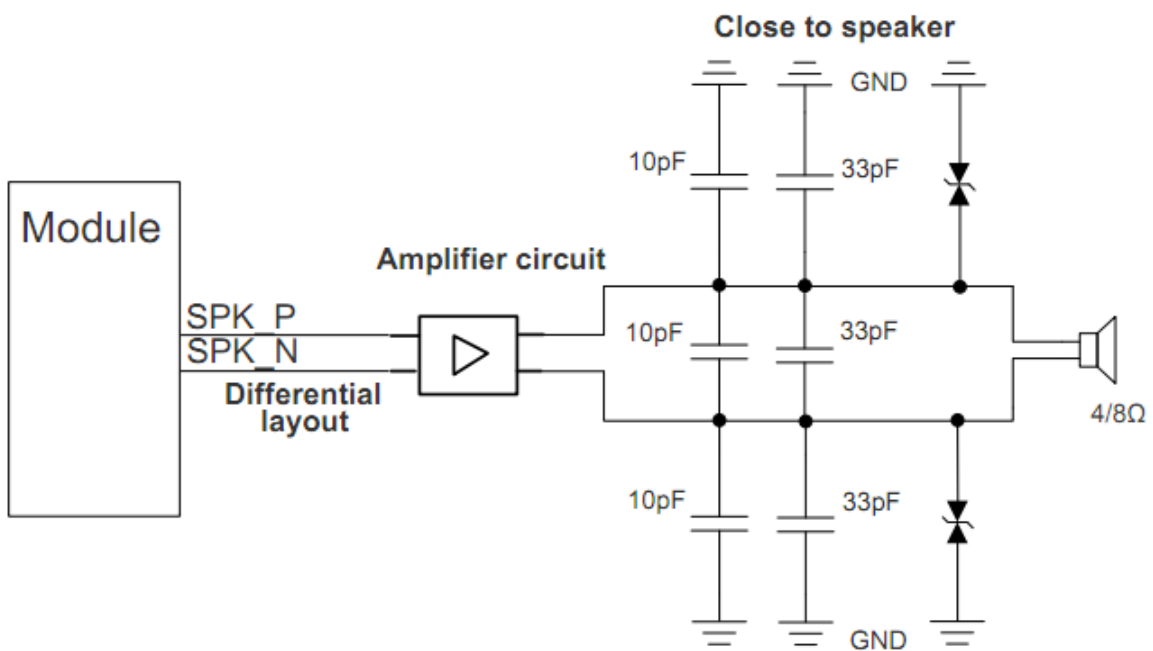 Close to speaker
GND
10pF
33pF
Module
Amplifier circuit
SPK_P
10pF
33pF
SPK_N
Differential
layout
4/8Ω
10pF
33pF
GND